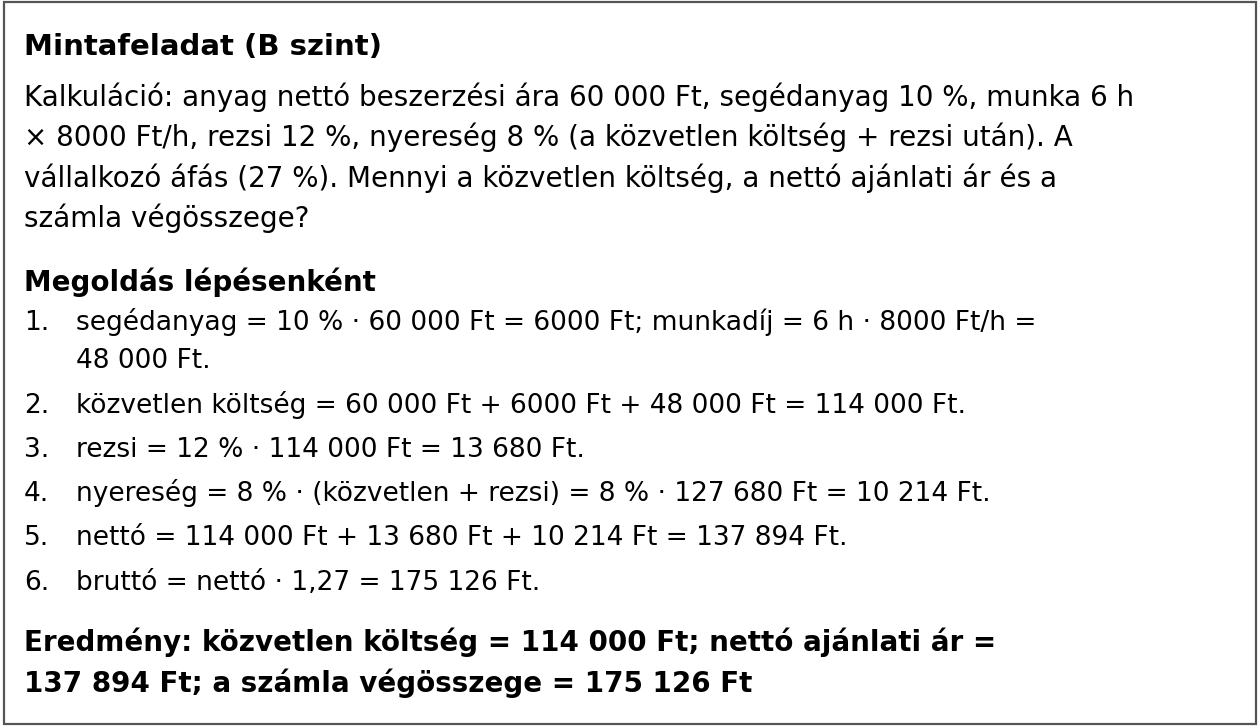 Mintafeladat (B szint)
Kalkuláció: anyag nettó beszerzési ára 60 000 Ft, segédanyag 10 %, munka 6 h
× 8000 Ft/h, rezsi 12 %, nyereség 8 % (a közvetlen költség + rezsi után). A
vállalkozó áfás (27 %). Mennyi a közvetlen költség, a nettó ajánlati ár és a
számla végösszege?
Megoldás lépésenként
1. segédanyag = 10 % · 60 000 Ft = 6000 Ft; munkadíj = 6 h · 8000 Ft/h =
48 000 Ft.
2. közvetlen költség = 60 000 Ft + 6000 Ft + 48 000 Ft = 114 000 Ft.
3. rezsi = 12 % · 114 000 Ft = 13 680 Ft.
4. nyereség = 8 % · (közvetlen + rezsi) = 8 % · 127 680 Ft = 10 214 Ft.
5. nettó = 114 000 Ft + 13 680 Ft + 10 214 Ft = 137 894 Ft.
6. bruttó = nettó · 1,27 = 175 126 Ft.
Eredmény: közvetlen költség = 114 000 Ft; nettó ajánlati ár =
137 894 Ft; a számla végösszege = 175 126 Ft